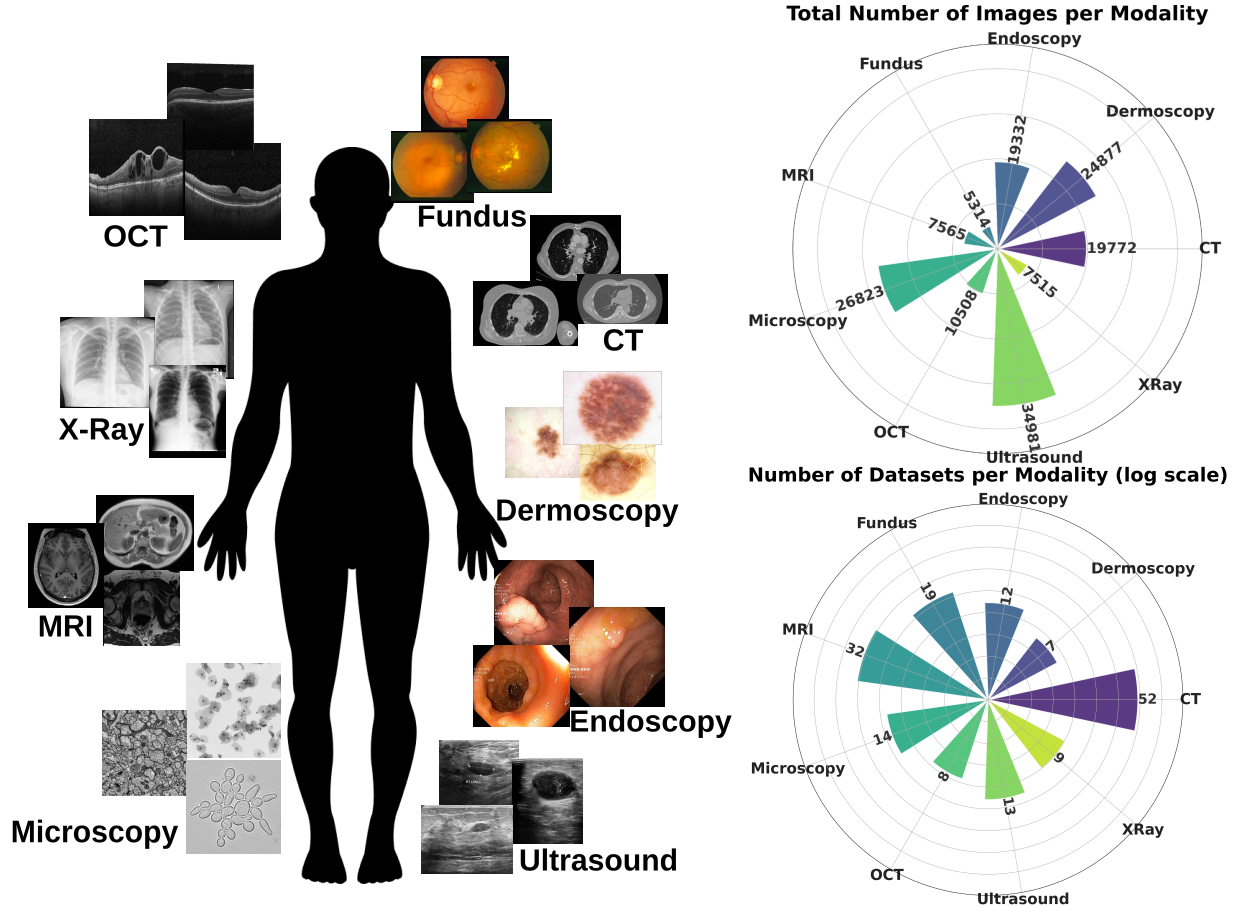 OCT
Fundus
CT
X-Ray
Dermoscopy
MRI
Endoscopy
Microscopy
Ultrasound
Total Number of Images per Modality
Endoscopy
Fundus
Dermoscopy
19332
24877
MRI
5314
7565
19772
CT
7515
26823
10508
Microscopy
XRay
OCT
34981
Ultrasound
Number of Datasets per Modality (log scale)
Endoscopy
Fundus
Dermoscopy
19
12
MRI
32
7
52
CT
14
8
13
9
Microscopy
XRay
OCT
Ultrasound